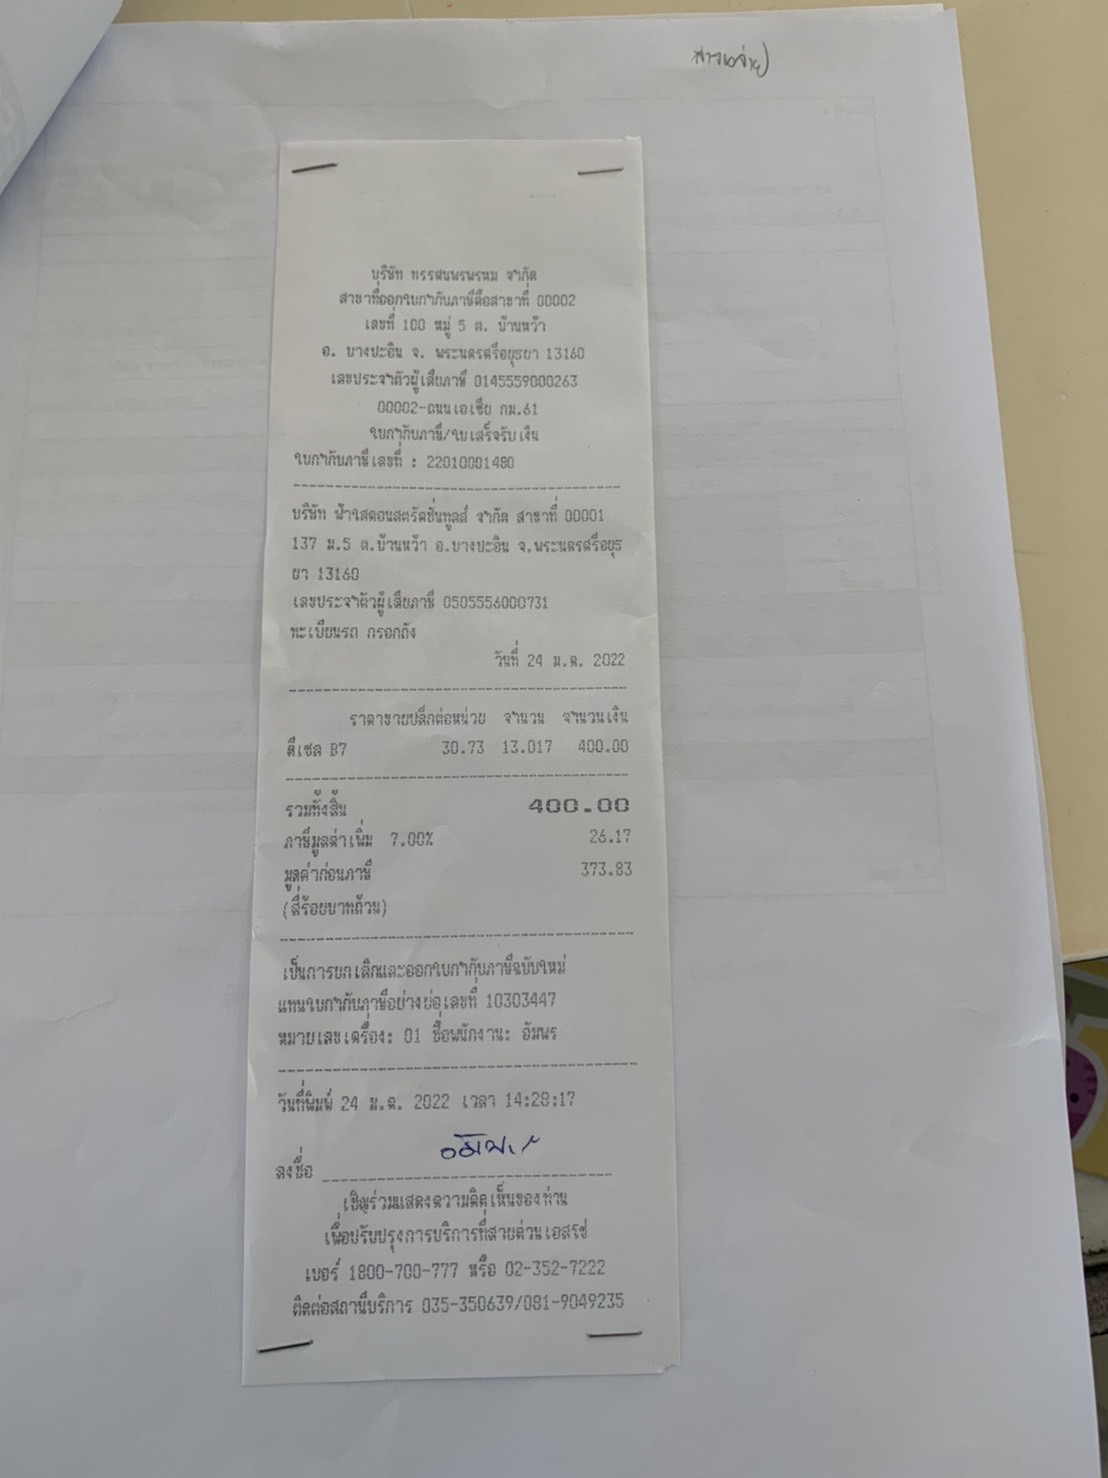 บริษัท ทรรศนพรพรหม จำกัด
สาขาที่ออกใบกำกับภาษีคือสาขาที่ 00002
เลขที่ 100 หมู่ 5 ต. บ้านหว้า
อ. บางปะอิน จ. พระนครศรีอยุธยา 13160
เลขประจำตัวผู้เสียภาษี 0145559000263
00002-ถนนเอเซีย กม.61
ใบกำกับภาษี/ใบเสร็จรับเงิน
ใบกำกับภาษีเลขที่ : 22010001480
บริษัท ฟ้าใสคอนสตรัคชั่นทูลส์ จำกัด สาขาที่ 00001
137 ม.5 ต.บ้านหว้า อ.บางปะอิน จ.พระนครศรีอยุธ
ยา 13160
เลขประจำตัวผู้เสียภาษี 0505556000731
ทะเบียนรถ กรอกถัง
วันที่ 24 ม.ค. 2022
ราคาขายปลีกต่อหน่วย จำนวน จำนวนเงิน
ดีเซล B7 30.73 13.017 400.00
รวมทั้งสิ้น 400.00
ภาษีมูลค่าเพิ่ม 7.00% 26.17
มูลค่าก่อนภาษี 373.83
(สี่ร้อยบาทถ้วน)
เป็นการยกเลิกและออกใบกำกับภาษีฉบับใหม่
แทนใบกำกับภาษีอย่างย่อเลขที่ 10303447
หมายเลขเครื่อง: 01 ชื่อพนักงาน: อัมพร
วันที่พิมพ์ 24 ม.ค. 2022 เวลา 14:28:17
อัมพร
ลงชื่อ
เชิญร่วมแสดงความคิดเห็นของท่าน
เพื่อปรับปรุงการบริการที่สายด่วนเอสโซ่
เบอร์ 1800-700-777 หรือ 02-352-7222
ติดต่อสถานีบริการ 035-350639/081-9049235